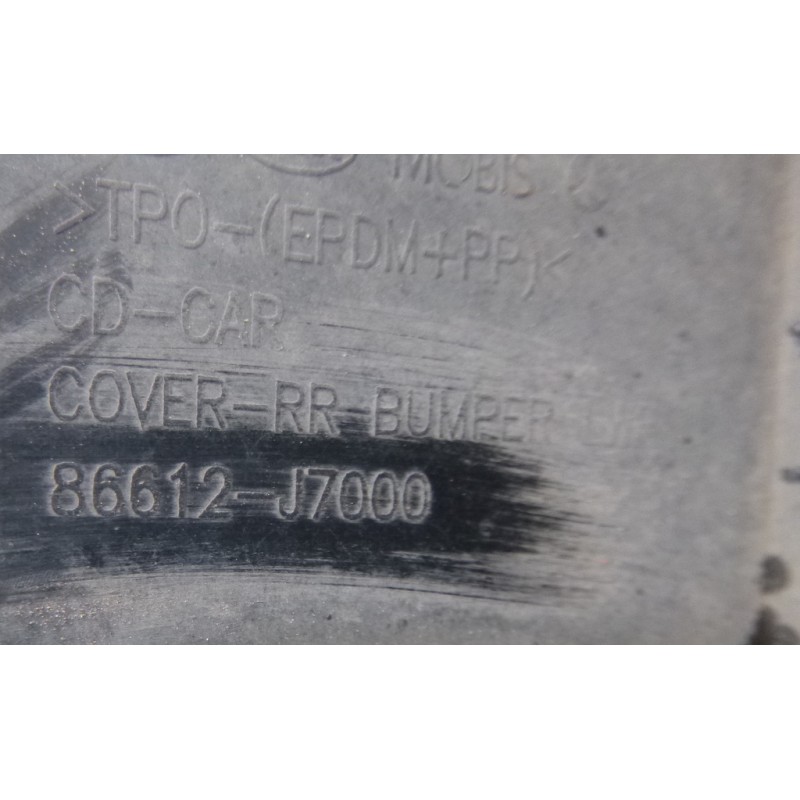 MOBIS
>TPO-(EPDM+PP)<
CD-CAR
COVER-RR-BUMPER
86612-J7000